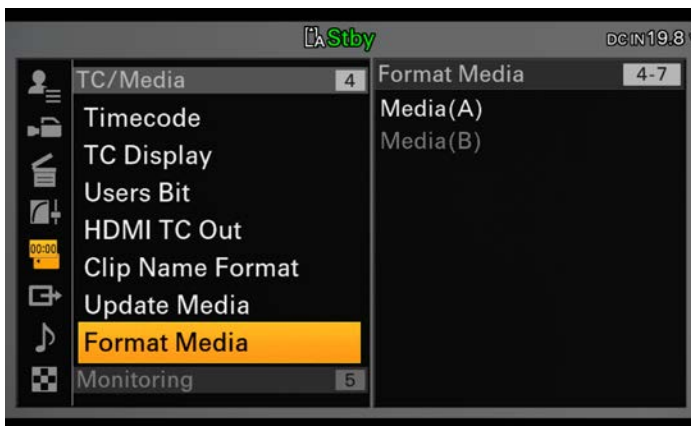 A Stby
DC IN 19.8
TC/Media 4
Timecode
TC Display
Users Bit
HDMI TC Out
Clip Name Format
Update Media
Format Media
Monitoring 5
Format Media 4-7
Media(A)
Media(B)
00:00